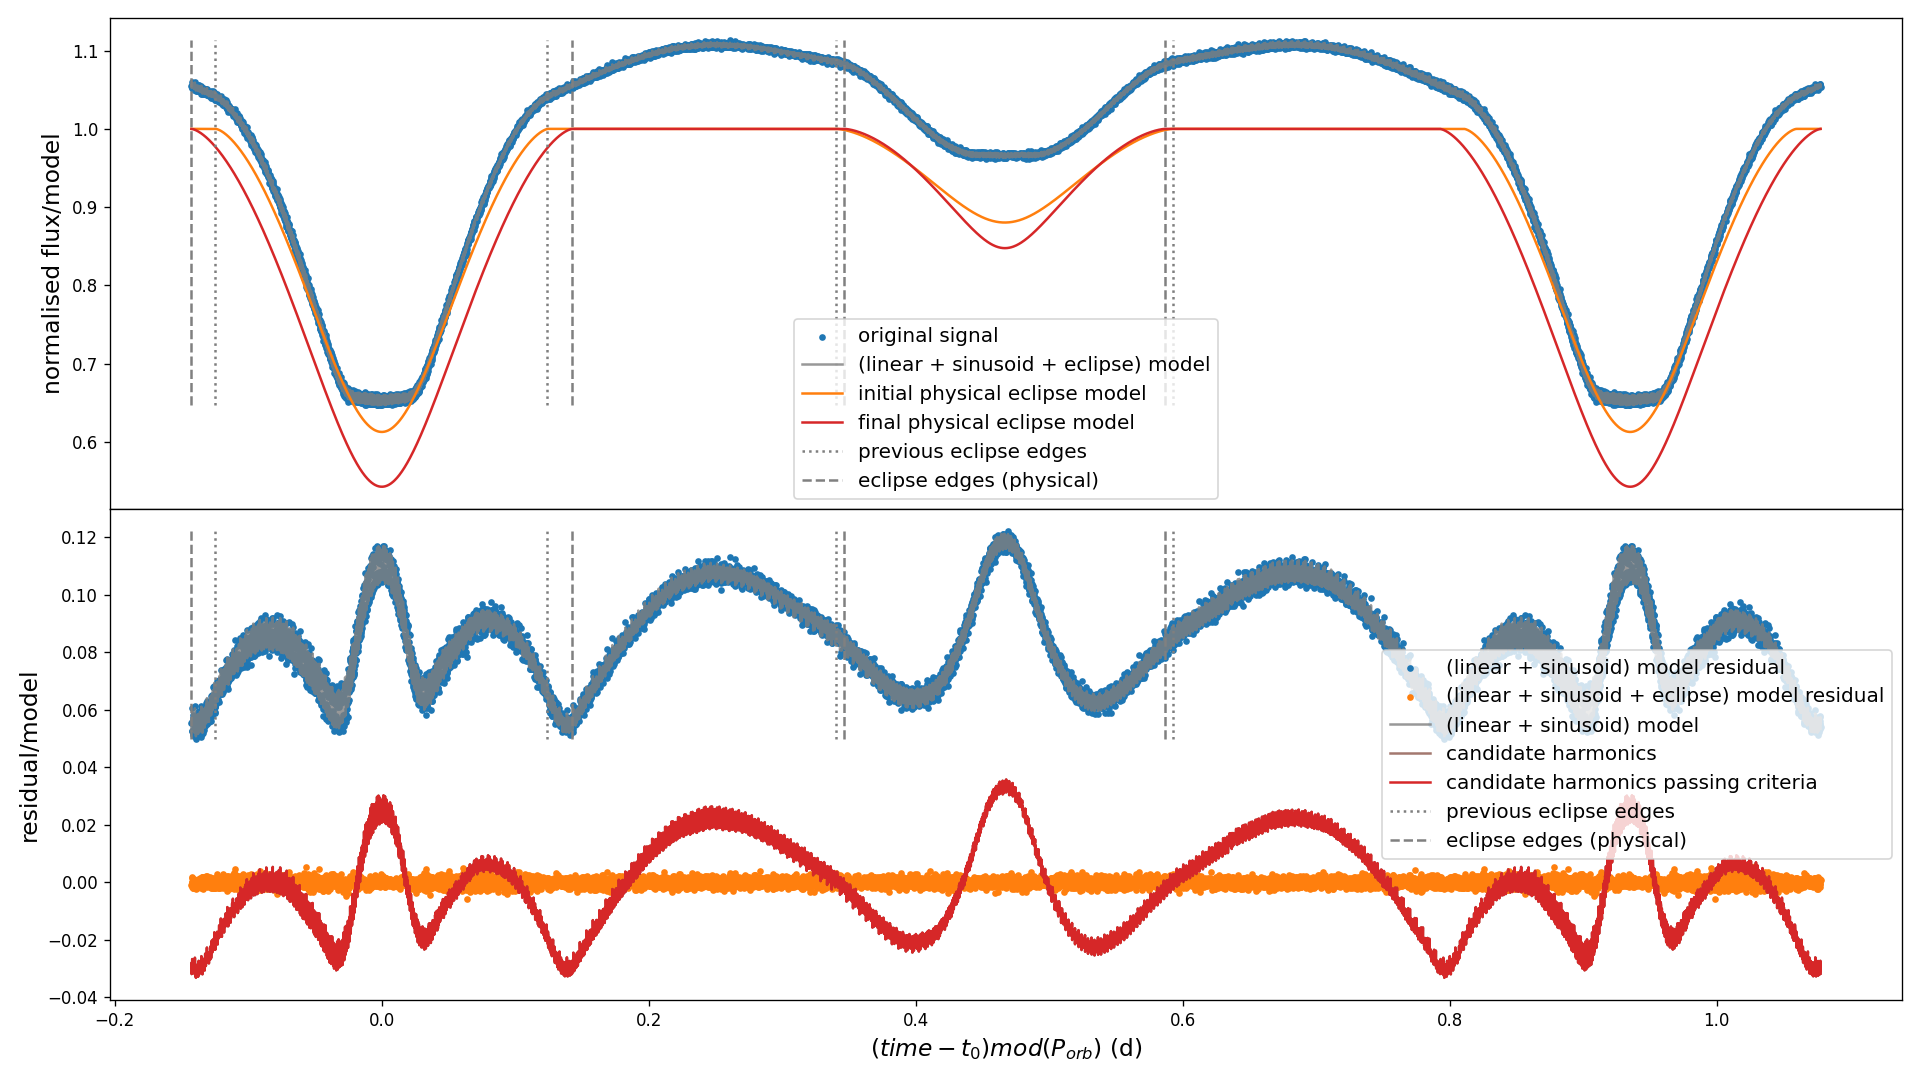 normalised flux/model
1.1
1.0
0.9
0.8
0.7
0.6
original signal
(linear + sinusoid + eclipse) model
initial physical eclipse model
final physical eclipse model
previous eclipse edges
eclipse edges (physical)
residual/model
0.12
0.10
0.08
0.06
0.04
0.02
0.00
−0.02
−0.04
(linear + sinusoid) model residual
(linear + sinusoid + eclipse) model residual
(linear + sinusoid) model
candidate harmonics
candidate harmonics passing criteria
previous eclipse edges
eclipse edges (physical)
−0.2 0.0 0.2 0.4 0.6 0.8 1.0
(time − t₀)mod(Pₒᵣb) (d)